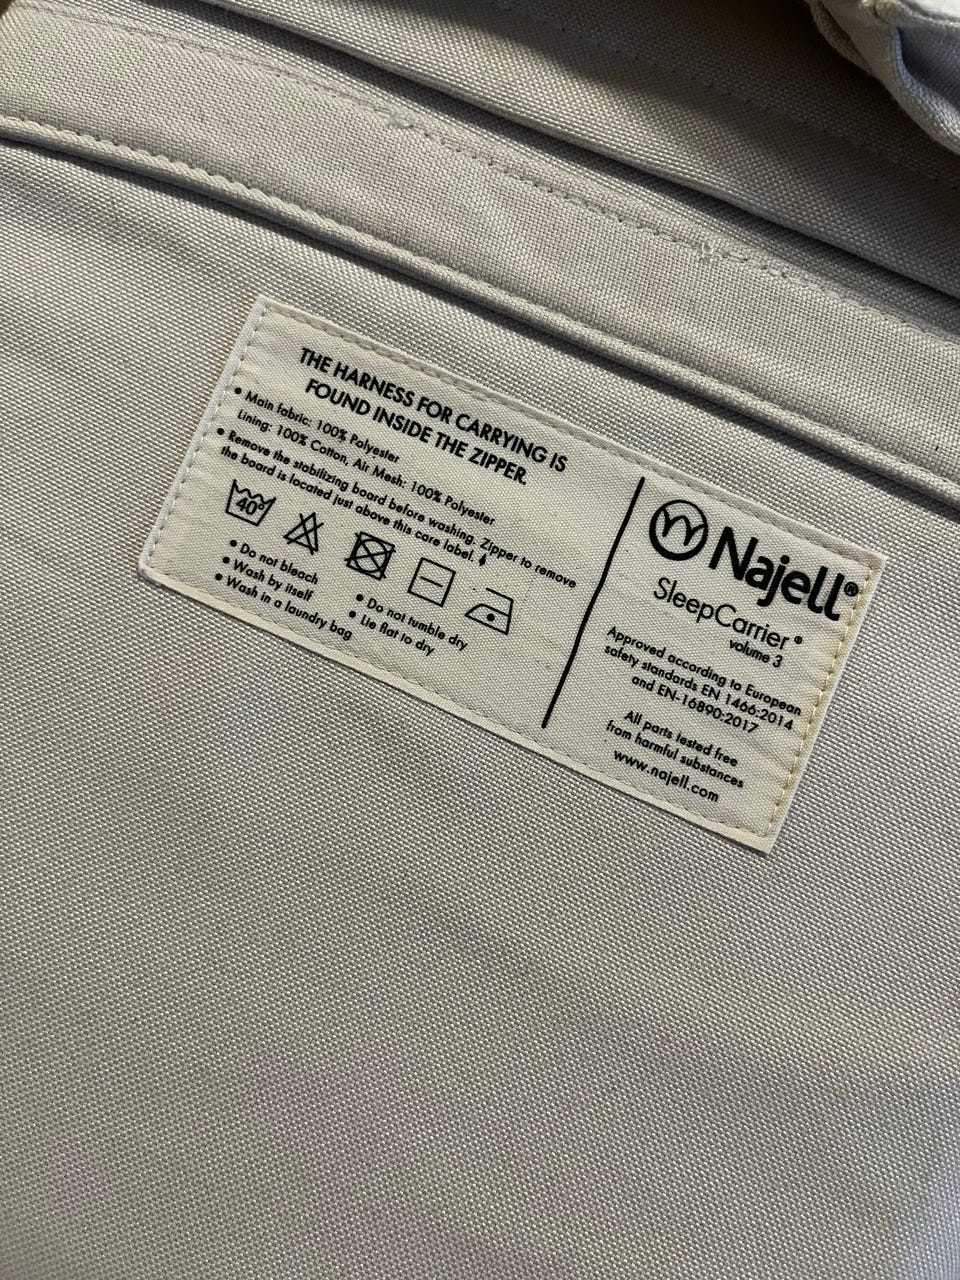 THE HARNESS FOR CARRYING IS
FOUND INSIDE THE ZIPPER.
• Main fabric: 100% Polyester
Lining: 100% Cotton, Air Mesh: 100% Polyester
• Remove the stabilizing board before washing. Zipper to remove
the board is located just above this care label.
40°
• Do not bleach
• Wash by itself
• Wash in a laundry bag
• Do not tumble dry
• Lie flat to dry
Najell®
SleepCarrier®
volume 3
Approved according to European
safety standards EN 1466:2014
and EN-16890:2017
All parts tested free
from harmful substances
www.najell.com